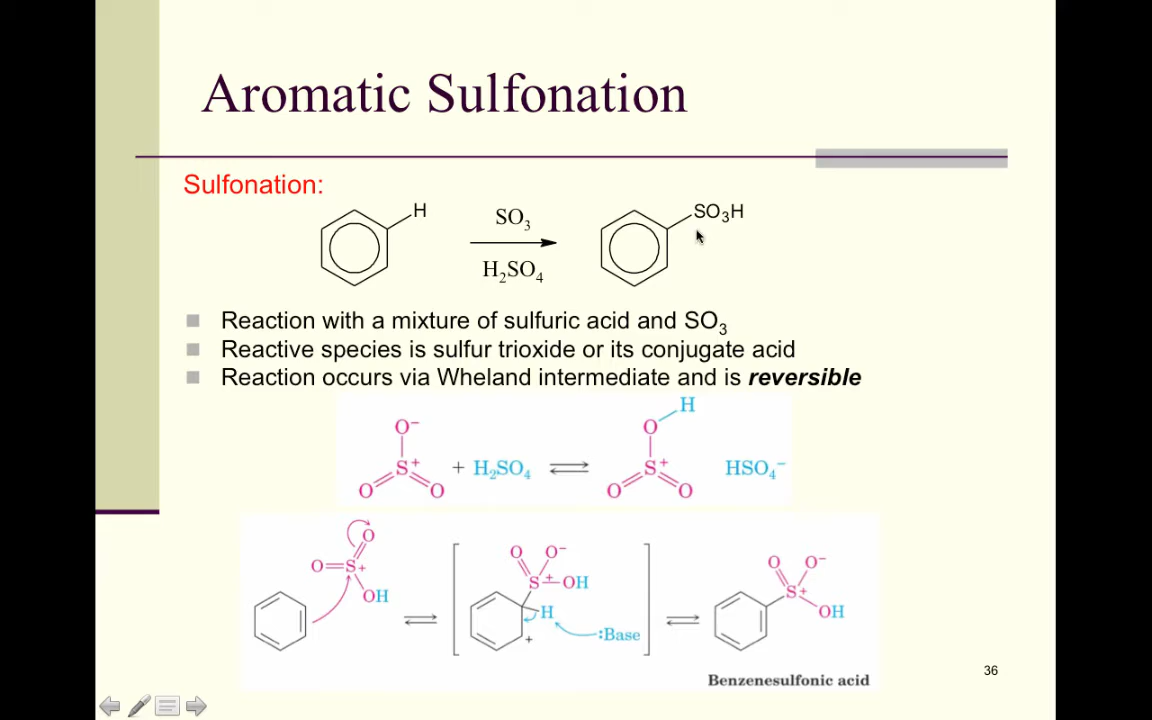 Aromatic Sulfonation
Sulfonation:
H
SO3
H2SO4
SO3H
Reaction with a mixture of sulfuric acid and SO3
Reactive species is sulfur trioxide or its conjugate acid
Reaction occurs via Wheland intermediate and is reversible
O−
S+
O O
+ H2SO4
H
O
S+
O O
HSO4−
O
O=S+
OH
O O−
S+ OH
H
+
:Base
O O−
S+
OH
Benzenesulfonic acid
36